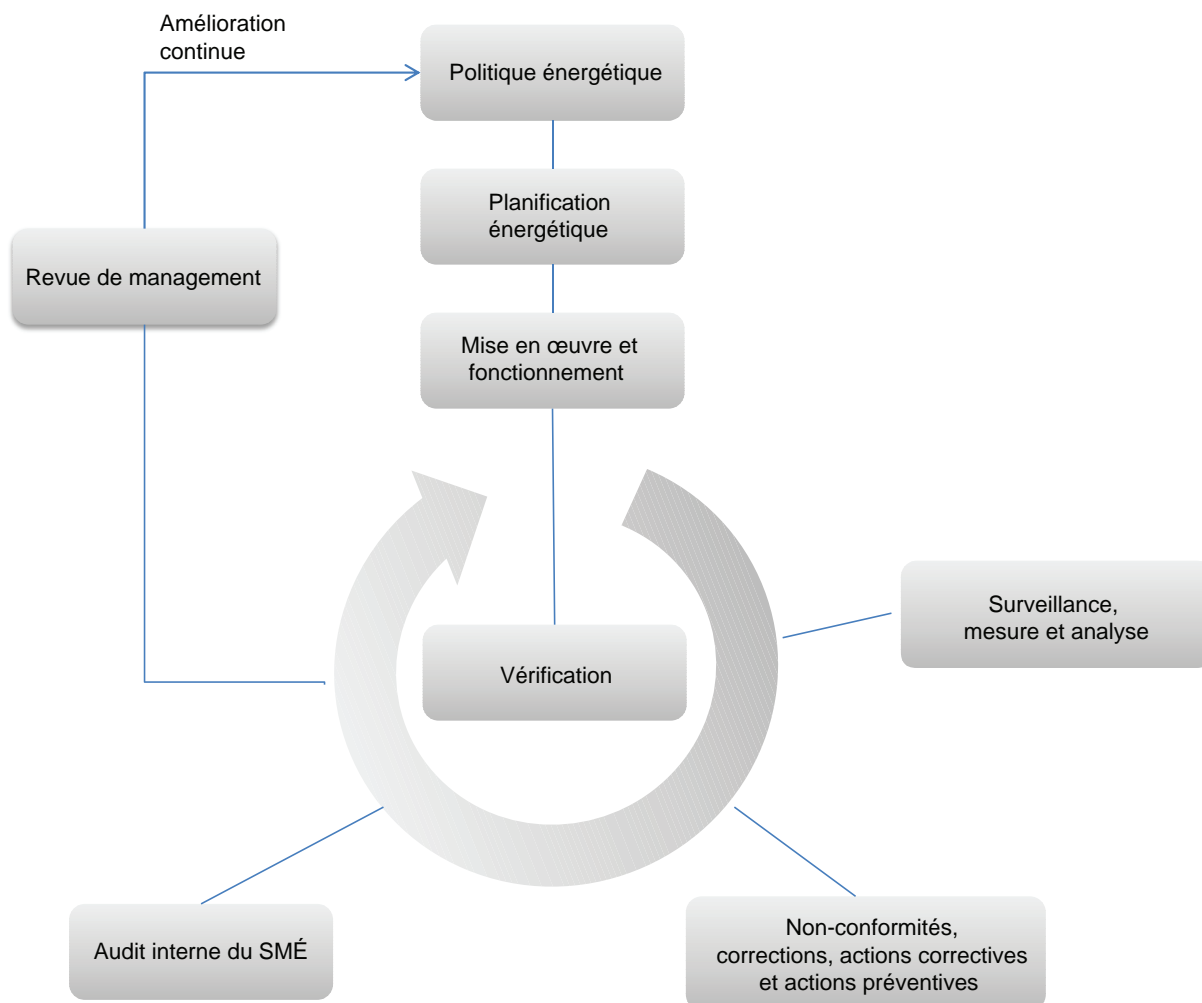 Amélioration
continue
Politique énergétique
Planification
énergétique
Revue de management
Mise en œuvre et
fonctionnement
Surveillance,
mesure et analyse
Vérification
Audit interne du SMÉ
Non-conformités,
corrections, actions correctives
et actions préventives